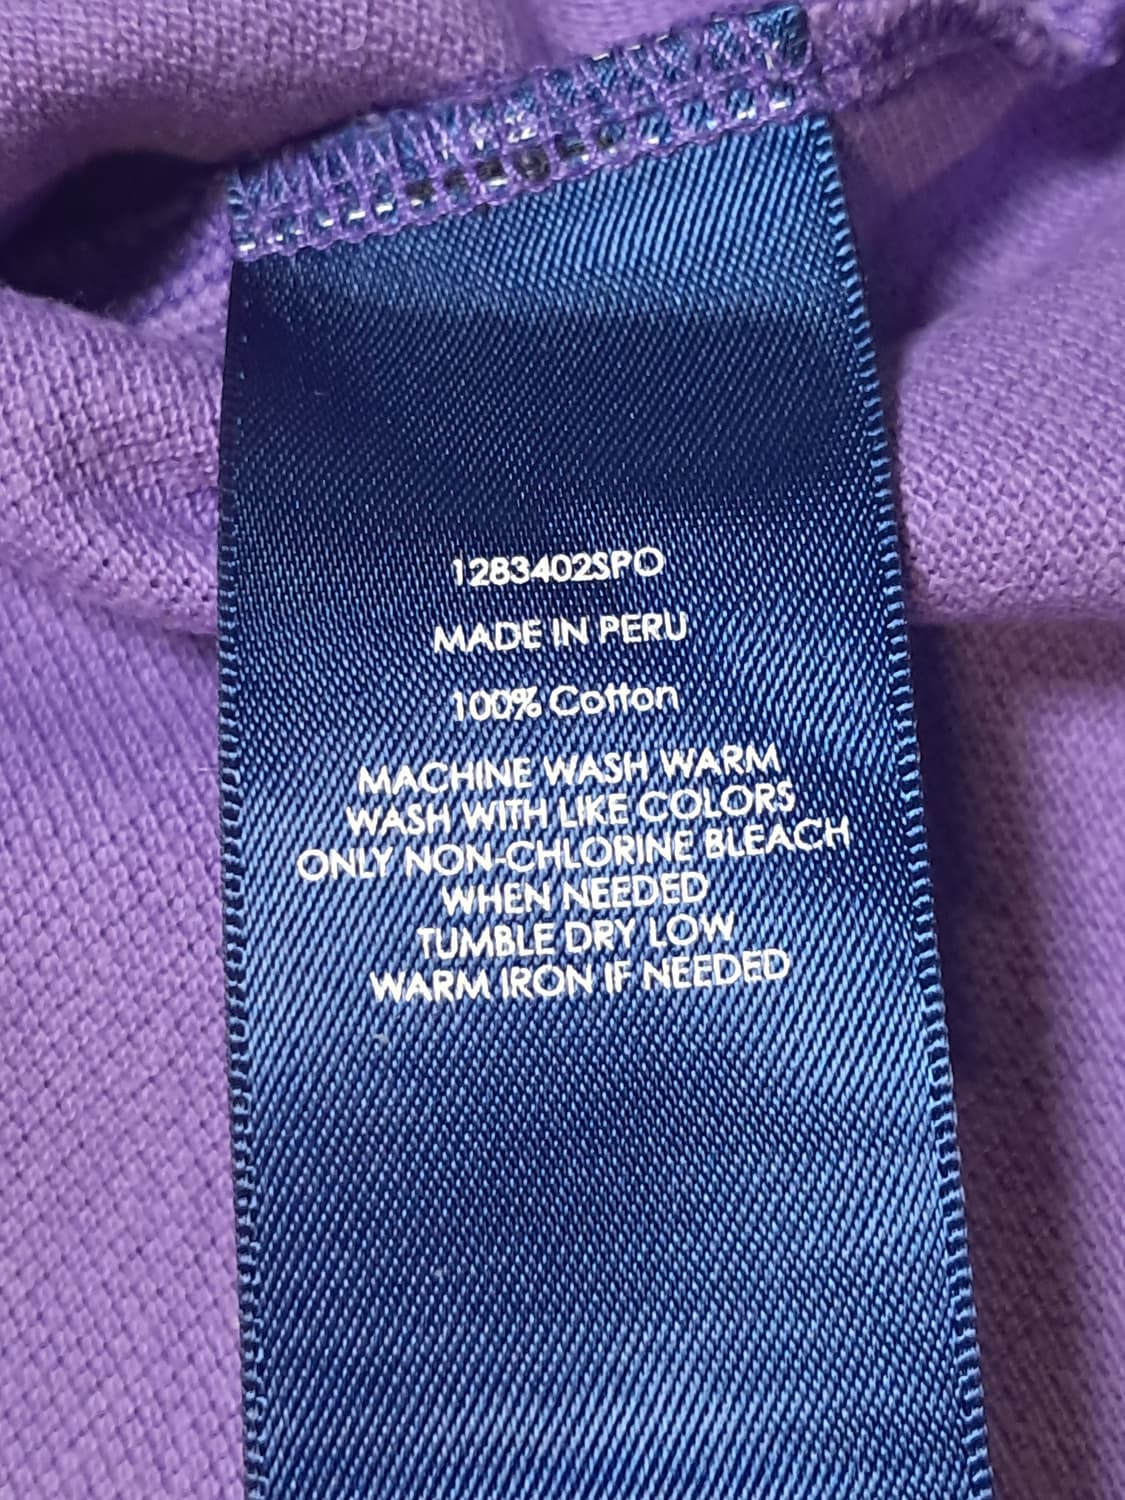 1283402SPO
MADE IN PERU
100% Cotton
MACHINE WASH WARM
WASH WITH LIKE COLORS
ONLY NON-CHLORINE BLEACH
WHEN NEEDED
TUMBLE DRY LOW
WARM IRON IF NEEDED